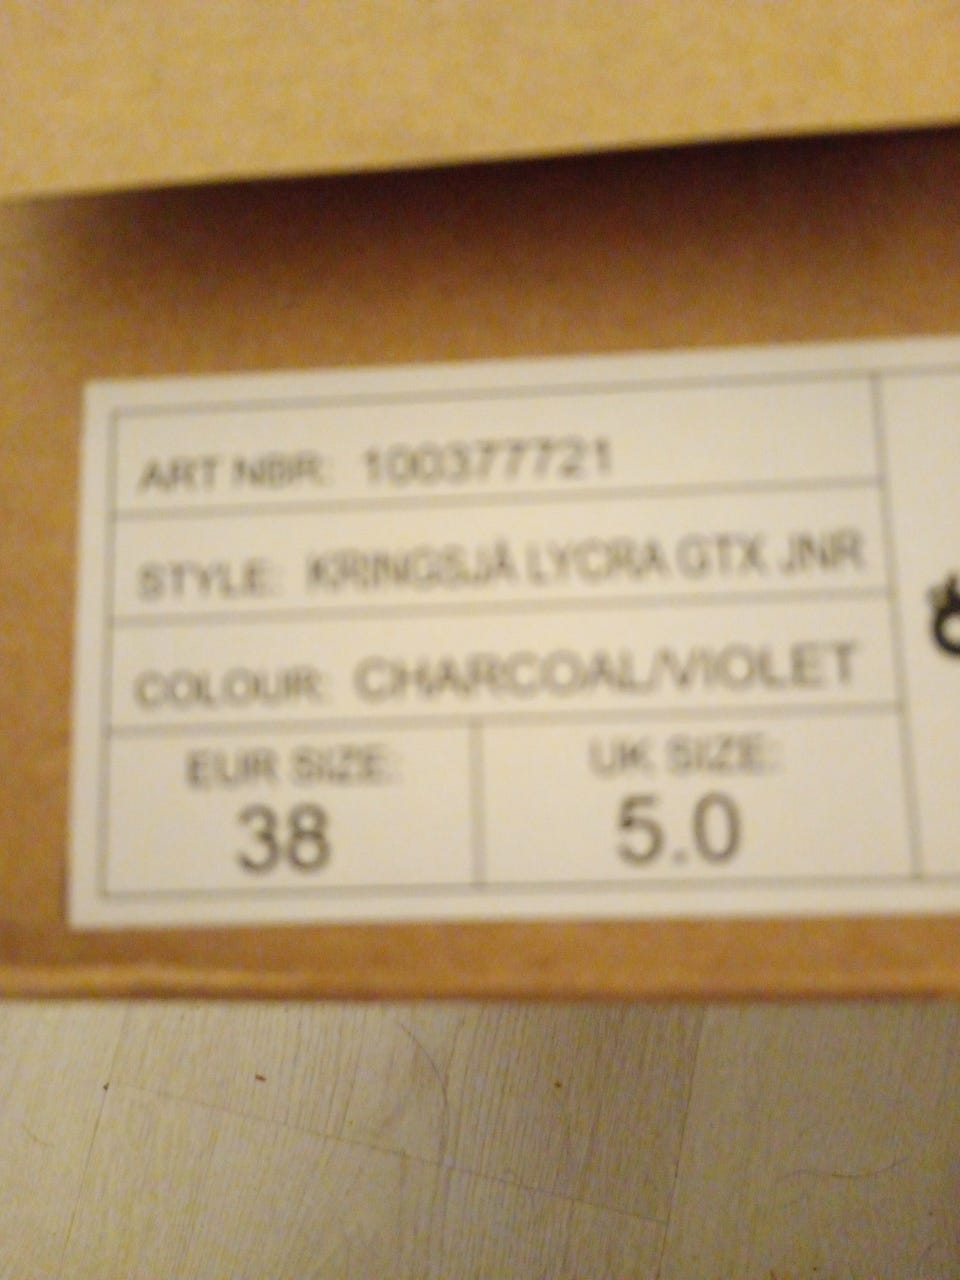 ART NBR: 100377721
STYLE: KRINGSJÅ LYCRA GTX JNR
COLOUR: CHARCOAL/VIOLET
EUR SIZE: UK SIZE:
38 5.0